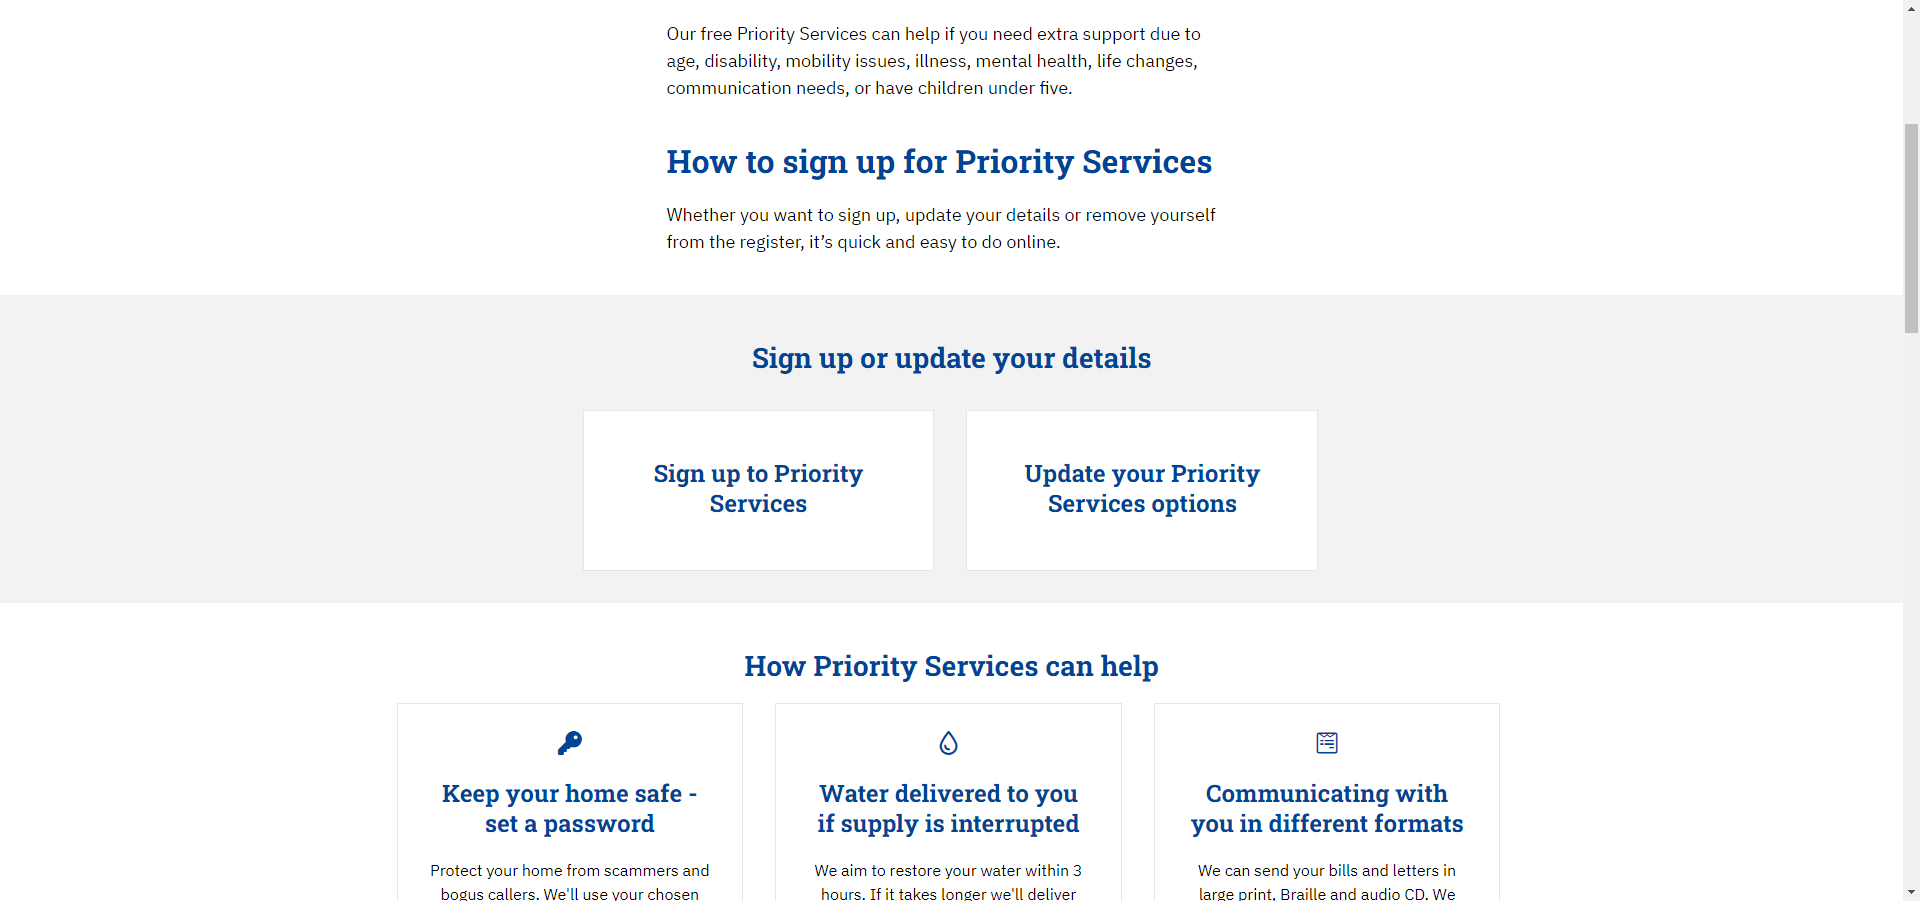 Our free Priority Services can help if you need extra support due to
age, disability, mobility issues, illness, mental health, life changes,
communication needs, or have children under five.
How to sign up for Priority Services
Whether you want to sign up, update your details or remove yourself
from the register, it’s quick and easy to do online.
Sign up or update your details
Sign up to Priority
Services
Update your Priority
Services options
How Priority Services can help
Keep your home safe -
set a password
Protect your home from scammers and
bogus callers. We'll use your chosen
Water delivered to you
if supply is interrupted
We aim to restore your water within 3
hours. If it takes longer we'll deliver
Communicating with
you in different formats
We can send your bills and letters in
large print, Braille and audio CD. We